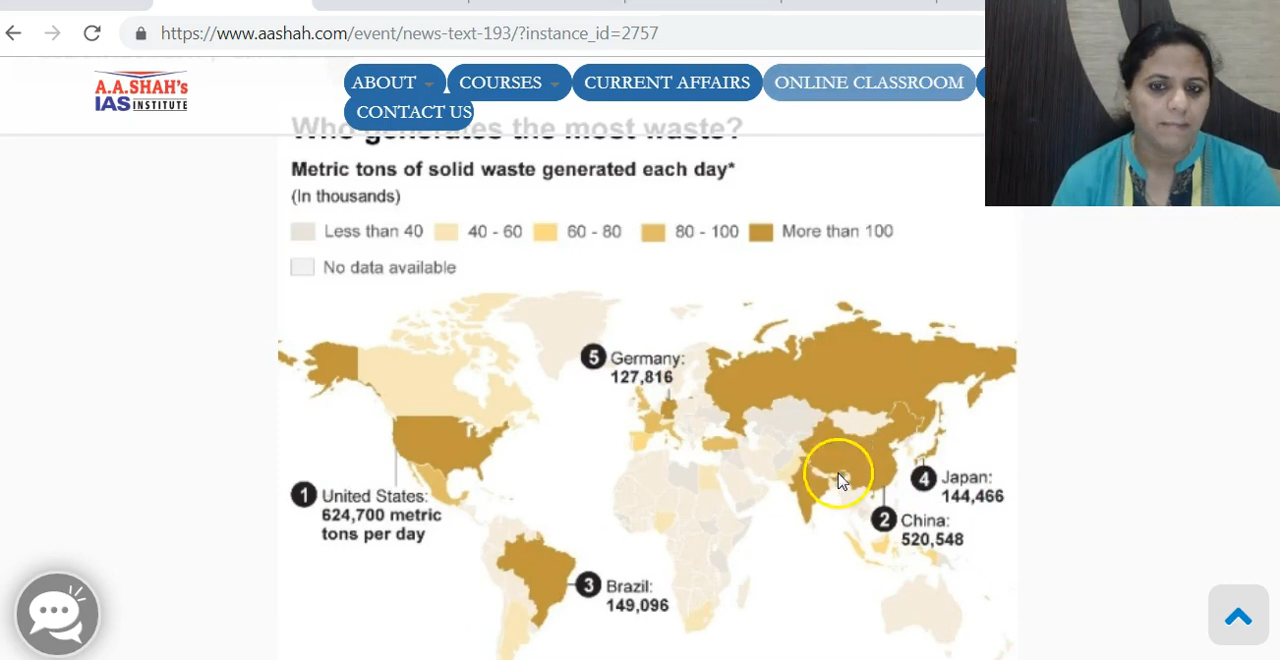 https://www.aashah.com/event/news-text-193/?instance_id=2757
A.A.SHAH's
IAS INSTITUTE
ABOUT
COURSES
CURRENT AFFAIRS
ONLINE CLASSROOM
CONTACT US
Who generates the most waste?
Metric tons of solid waste generated each day*
(In thousands)
Less than 40
40 - 60
60 - 80
80 - 100
More than 100
No data available
5 Germany:
127,816
1 United States:
624,700 metric
tons per day
4 Japan:
144,466
2 China:
520,548
3 Brazil:
149,096